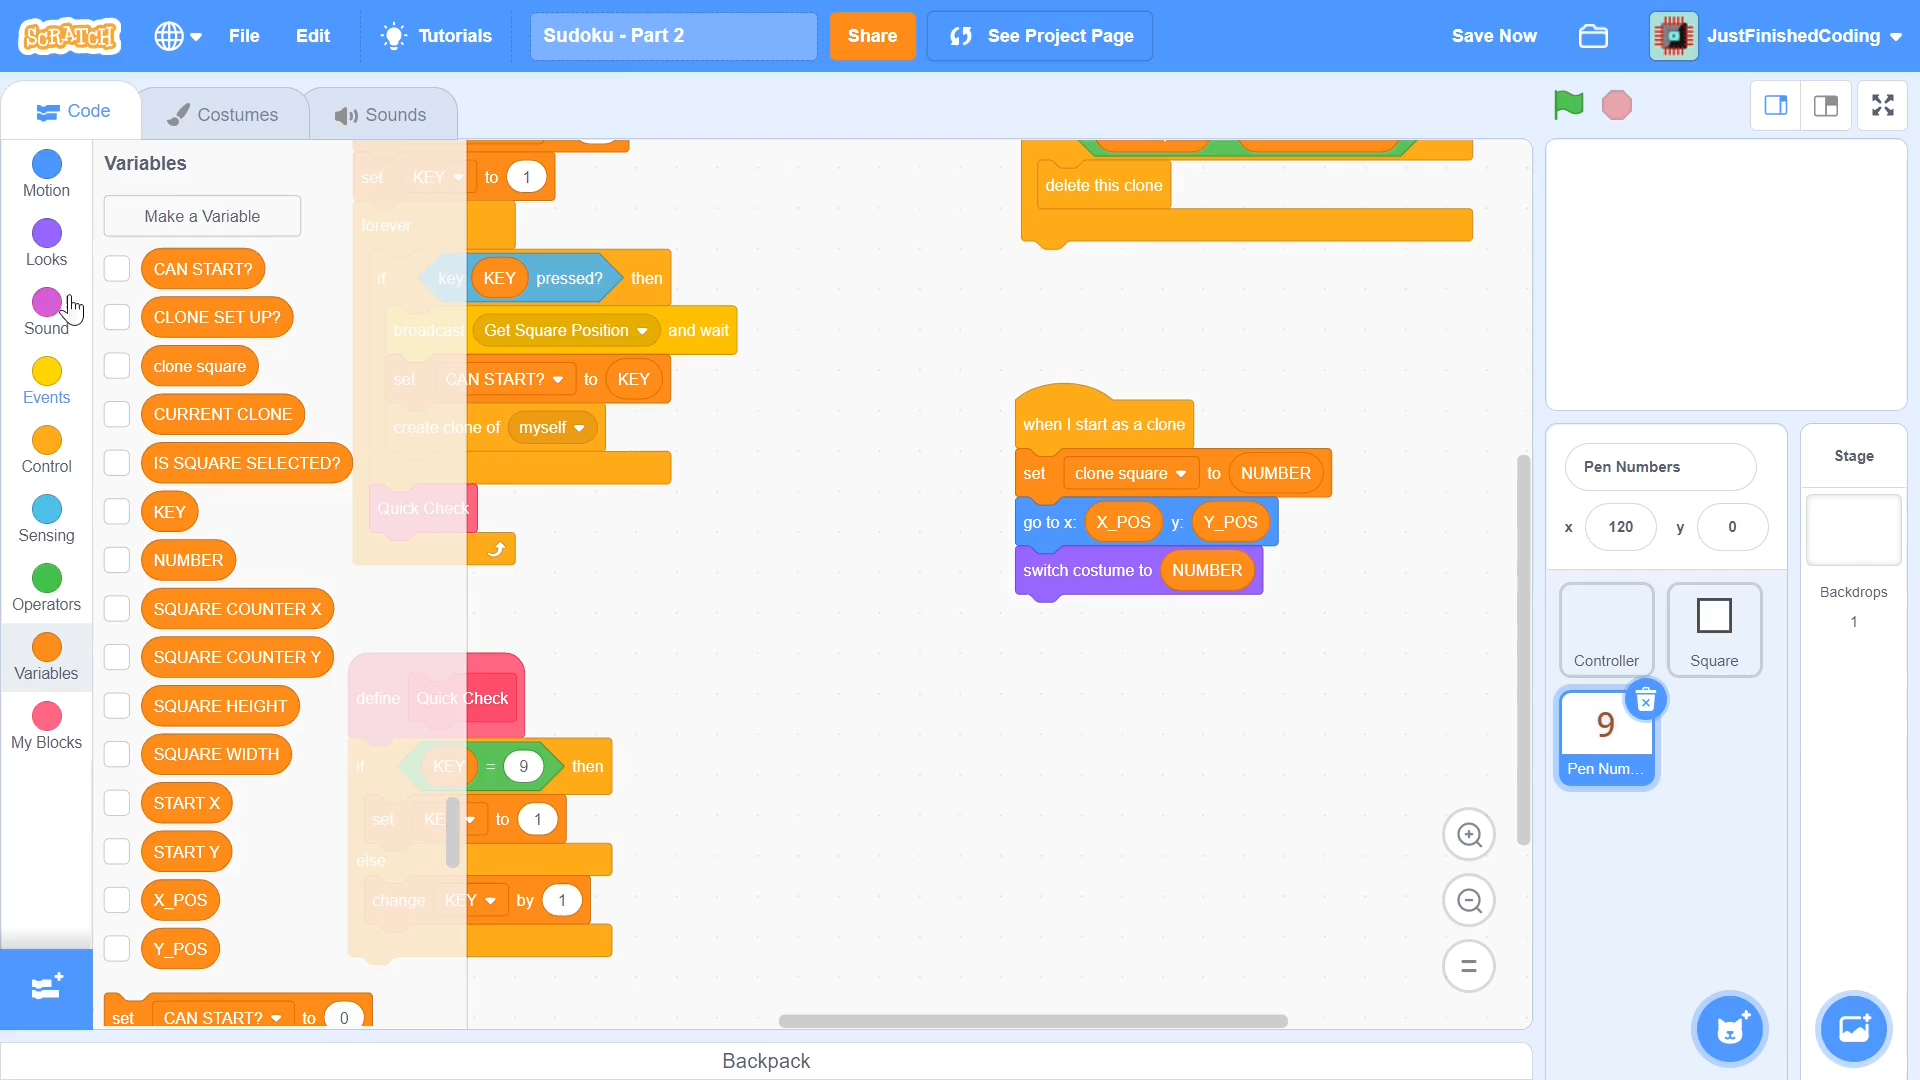 SCRATCH
File
Edit
Tutorials
Sudoku - Part 2
Share
See Project Page
Save Now
JustFinishedCoding
Code
Costumes
Sounds
Motion
Looks
Sound
Events
Control
Sensing
Operators
Variables
My Blocks
Variables
Make a Variable
CAN START?
CLONE SET UP?
clone square
CURRENT CLONE
IS SQUARE SELECTED?
KEY
NUMBER
SQUARE COUNTER X
SQUARE COUNTER Y
SQUARE HEIGHT
SQUARE WIDTH
START X
START Y
X_POS
Y_POS
set CAN START? to 0
set KEY to 1
forever
if key KEY pressed? then
broadcast Get Square Position and wait
set CAN START? to KEY
create clone of myself
Quick Check
define Quick Check
if KEY = 9 then
set KEY to 1
else
change KEY by 1
delete this clone
when I start as a clone
set clone square to NUMBER
go to x: X_POS y: Y_POS
switch costume to NUMBER
Pen Numbers
x 120 y 0
Controller
Square
9
Pen Num...
Stage
Backdrops
1
Backpack